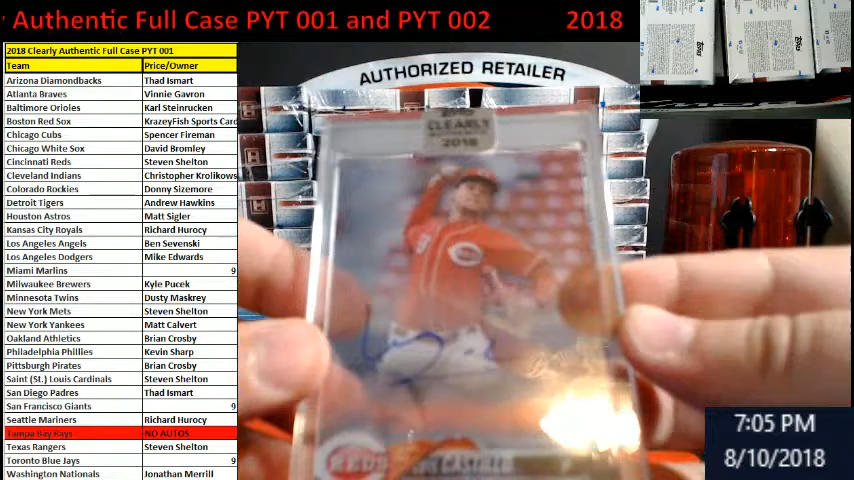 Authentic Full Case PYT 001 and PYT 002 2018
2018 Clearly Authentic Full Case PYT 001
Team Price/Owner
Arizona Diamondbacks Thad Ismart
Atlanta Braves Vinnie Gavron
Baltimore Orioles Karl Steinrucken
Boston Red Sox KrazeyFish Sports Card
Chicago Cubs Spencer Fireman
Chicago White Sox David Bromley
Cincinnati Reds Steven Shelton
Cleveland Indians Christopher Krolikows
Colorado Rockies Donny Sizemore
Detroit Tigers Andrew Hawkins
Houston Astros Matt Sigler
Kansas City Royals Richard Hurocy
Los Angeles Angels Ben Sevenski
Los Angeles Dodgers Mike Edwards
Miami Marlins 9
Milwaukee Brewers Kyle Pucek
Minnesota Twins Dusty Maskrey
New York Mets Steven Shelton
New York Yankees Matt Calvert
Oakland Athletics Brian Crosby
Philadelphia Phillies Kevin Sharp
Pittsburgh Pirates Brian Crosby
Saint (St.) Louis Cardinals Steven Shelton
San Diego Padres Thad Ismart
San Francisco Giants 9
Seattle Mariners Richard Hurocy
Tampa Bay Rays NO AUTOS
Texas Rangers Steven Shelton
Toronto Blue Jays 9
Washington Nationals Jonathan Merrill
AUTHORIZED RETAILER
TOPPS
CLEARLY
AUTHENTIC
2018
REDS
CASTILLO
Topps
7:05 PM
8/10/2018